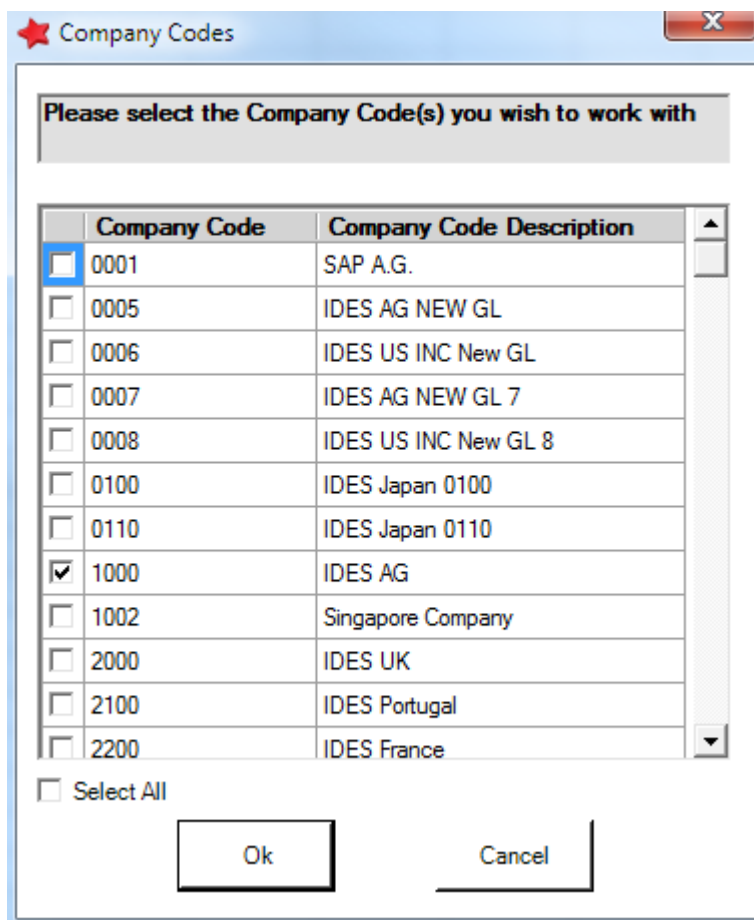 Company Codes
Please select the Company Code(s) you wish to work with
Company Code Company Code Description
0001 SAP A.G.
0005 IDES AG NEW GL
0006 IDES US INC New GL
0007 IDES AG NEW GL 7
0008 IDES US INC New GL 8
0100 IDES Japan 0100
0110 IDES Japan 0110
1000 IDES AG
1002 Singapore Company
2000 IDES UK
2100 IDES Portugal
2200 IDES France
Select All
Ok Cancel